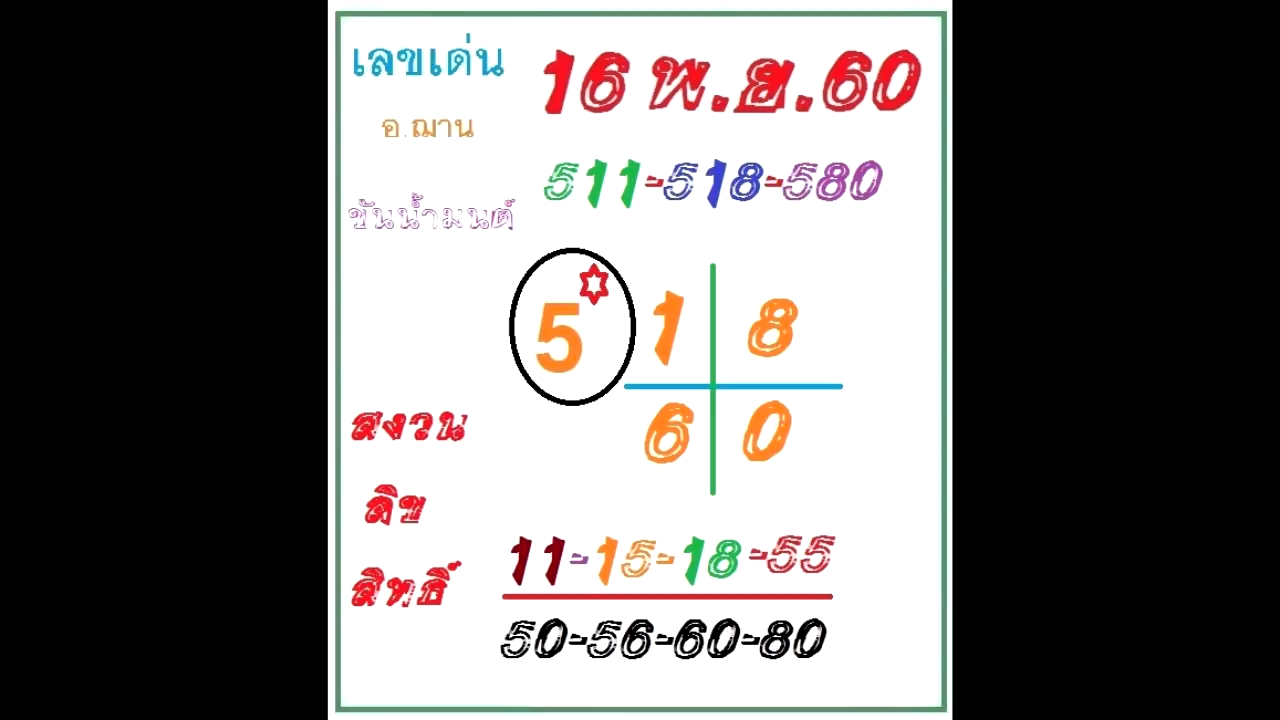 เลขเด่น
16 พ.ย.60
อ.ฌาน
511-518-580
ขันน้ำมนต์
5 1 8
6 0
สงวน
ลิข
สิทธิ์
11-15-18-55
50-56-60-80